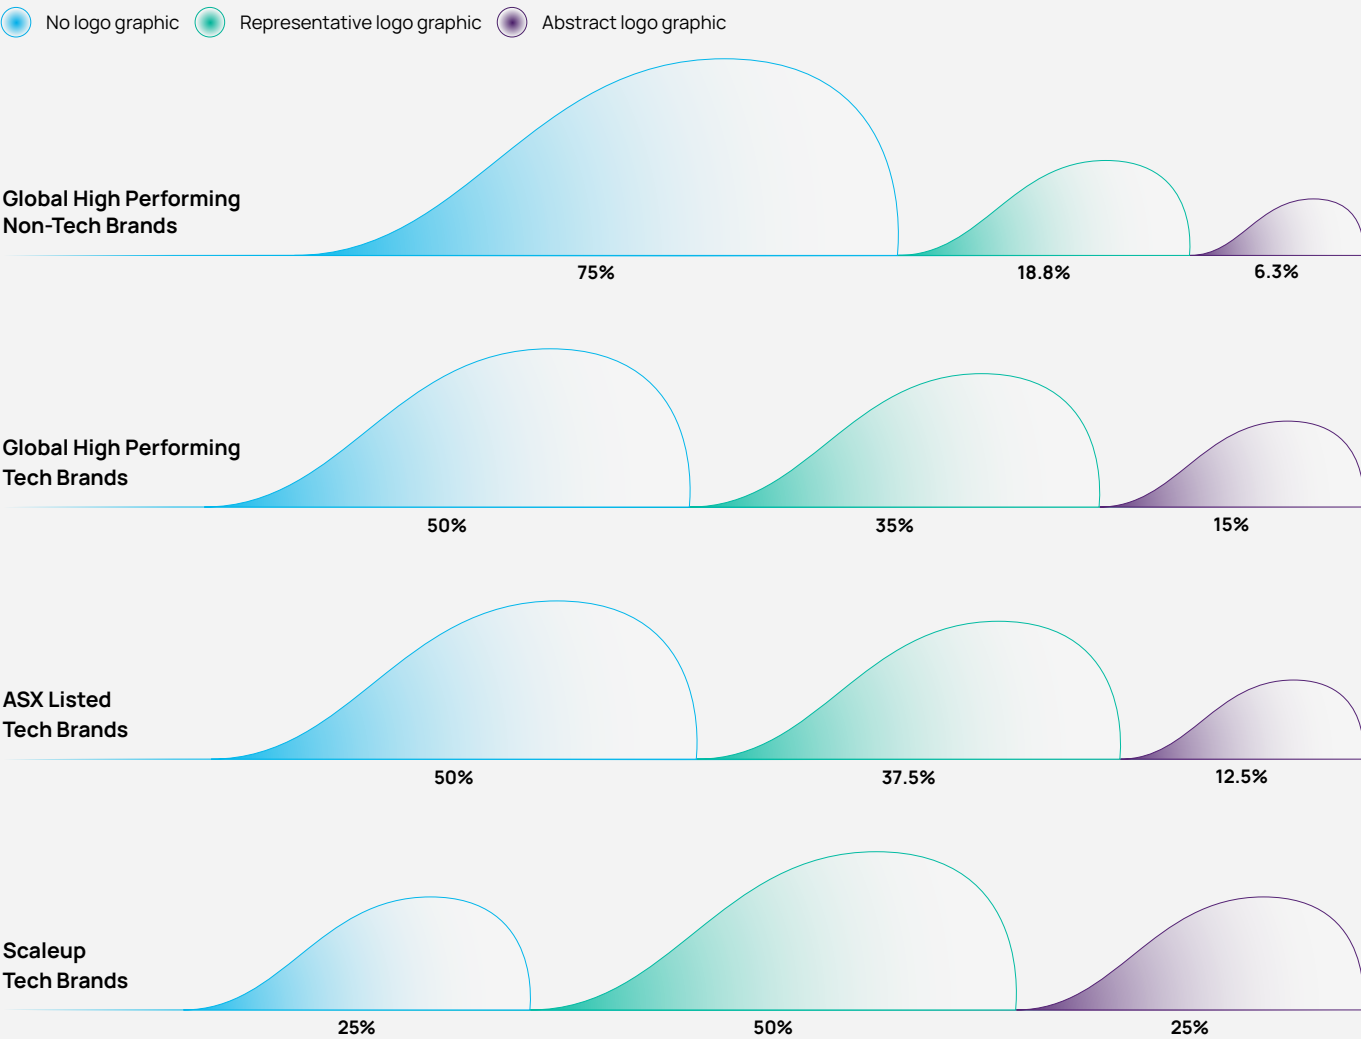 No logo graphic Representative logo graphic Abstract logo graphic
Global High Performing
Non-Tech Brands
75% 18.8% 6.3%
Global High Performing
Tech Brands
50% 35% 15%
ASX Listed
Tech Brands
50% 37.5% 12.5%
Scaleup
Tech Brands
25% 50% 25%